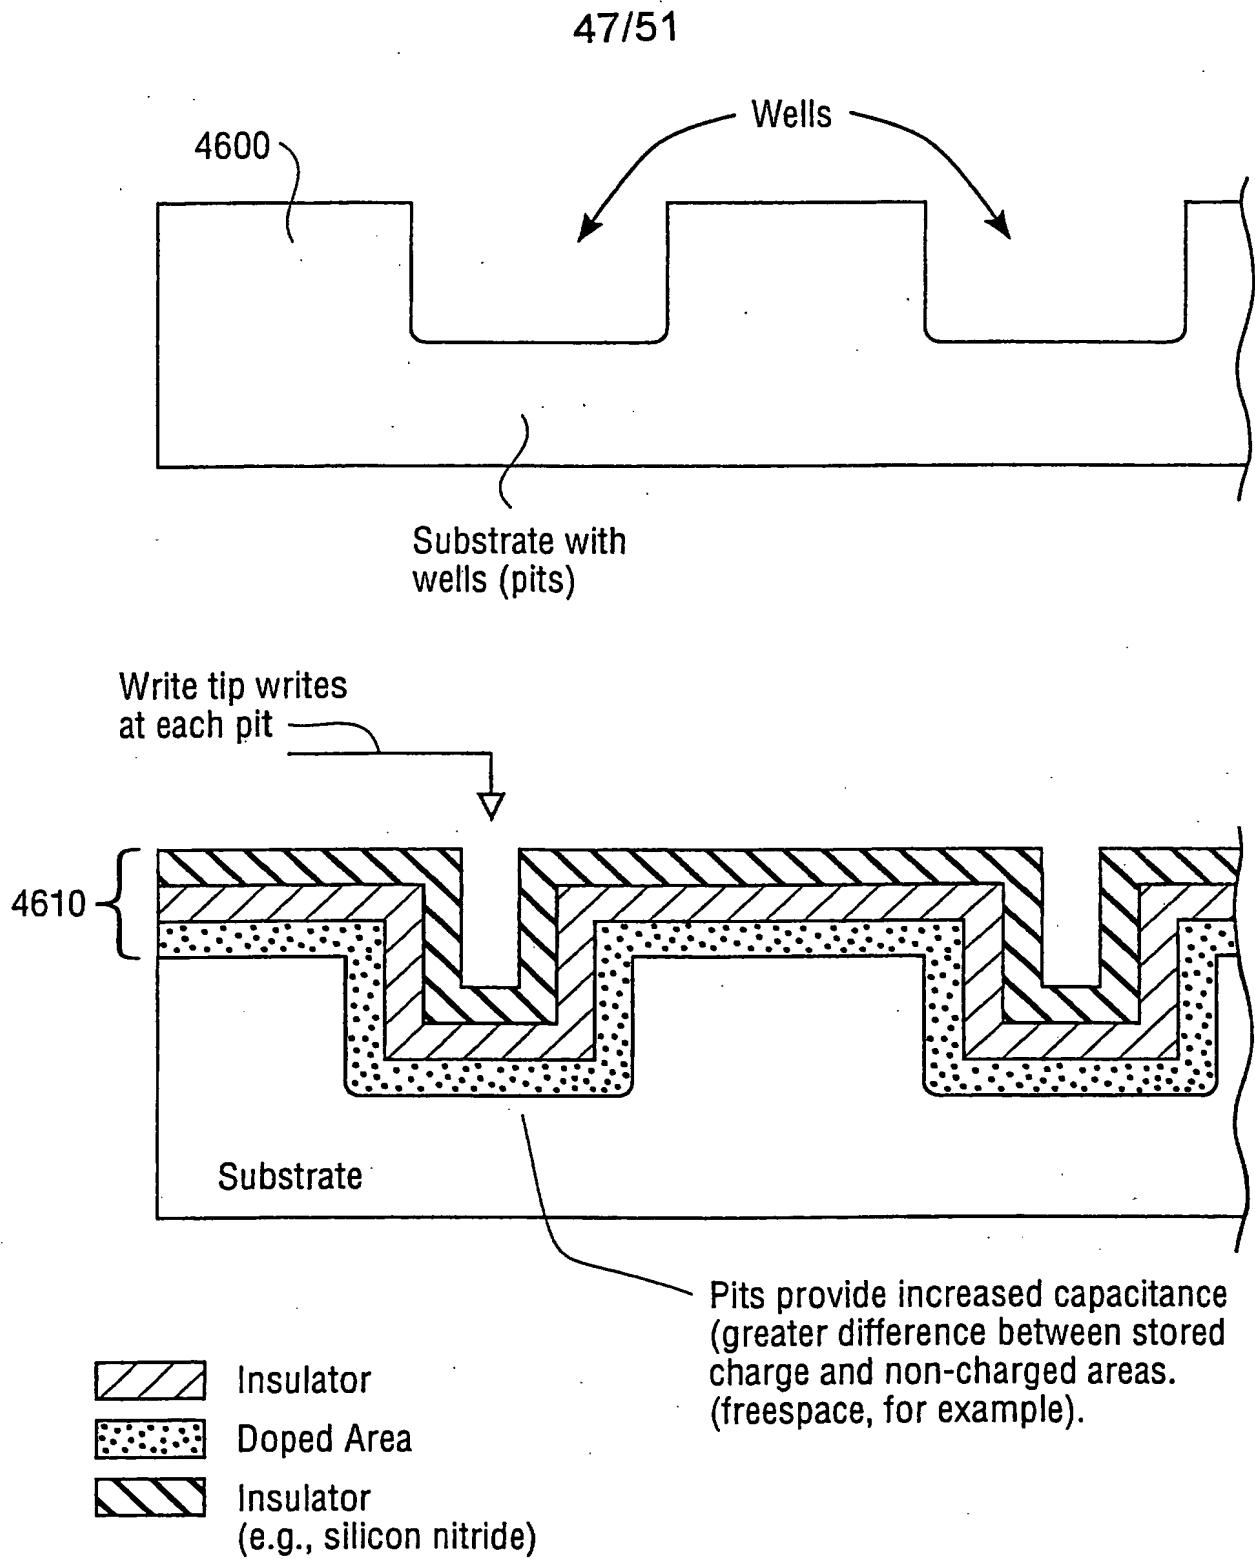 47/51
Wells
4600
Substrate with
wells (pits)
Write tip writes
at each pit
4610
Substrate
Pits provide increased capacitance
(greater difference between stored
charge and non-charged areas.
(freespace, for example).
Insulator
Doped Area
Insulator
(e.g., silicon nitride)